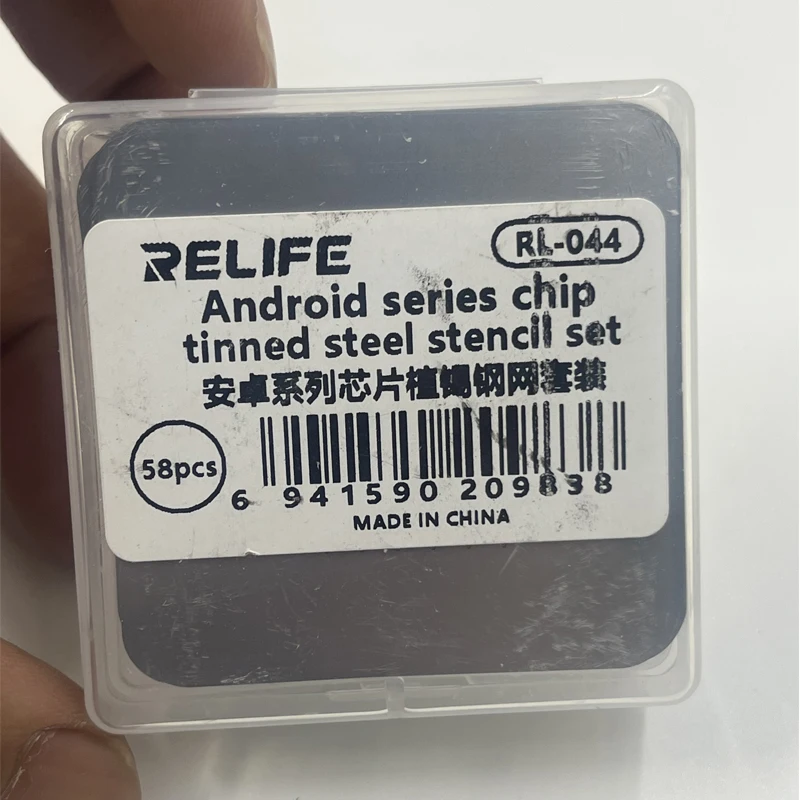 RELIFE
RL-044
Android series chip
tinned steel stencil set
安卓系列芯片植锡钢网套装
58pcs
6 941590 209838
MADE IN CHINA